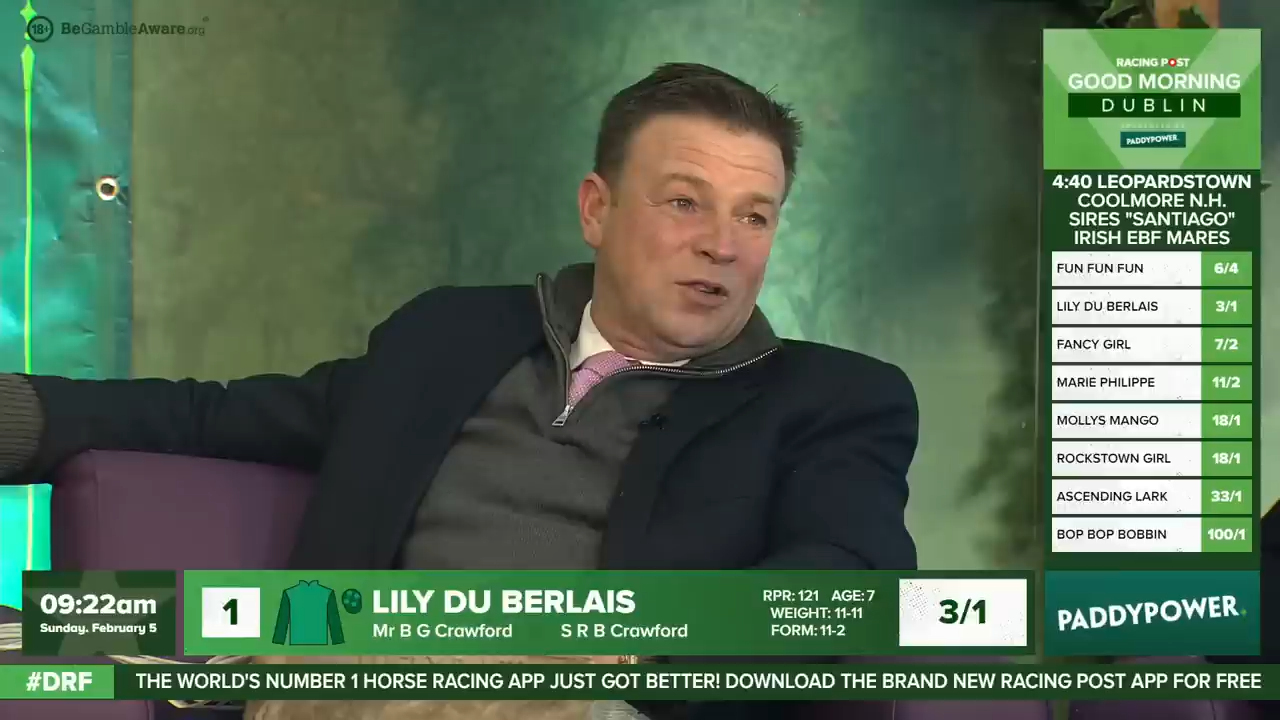 18+ BeGambleAware.org
RACING POST
GOOD MORNING
DUBLIN
PADDYPOWER
4:40 LEOPARDSTOWN
COOLMORE N.H.
SIRES "SANTIAGO"
IRISH EBF MARES
FUN FUN FUN 6/4
LILY DU BERLAIS 3/1
FANCY GIRL 7/2
MARIE PHILIPPE 11/2
MOLLYS MANGO 18/1
ROCKSTOWN GIRL 18/1
ASCENDING LARK 33/1
BOP BOP BOBBIN 100/1
09:22am
Sunday, February 5
1
LILY DU BERLAIS
Mr B G Crawford S R B Crawford
RPR: 121 AGE: 7
WEIGHT: 11-11
FORM: 11-2
3/1
PADDYPOWER.
#DRF
THE WORLD'S NUMBER 1 HORSE RACING APP JUST GOT BETTER! DOWNLOAD THE BRAND NEW RACING POST APP FOR FREE